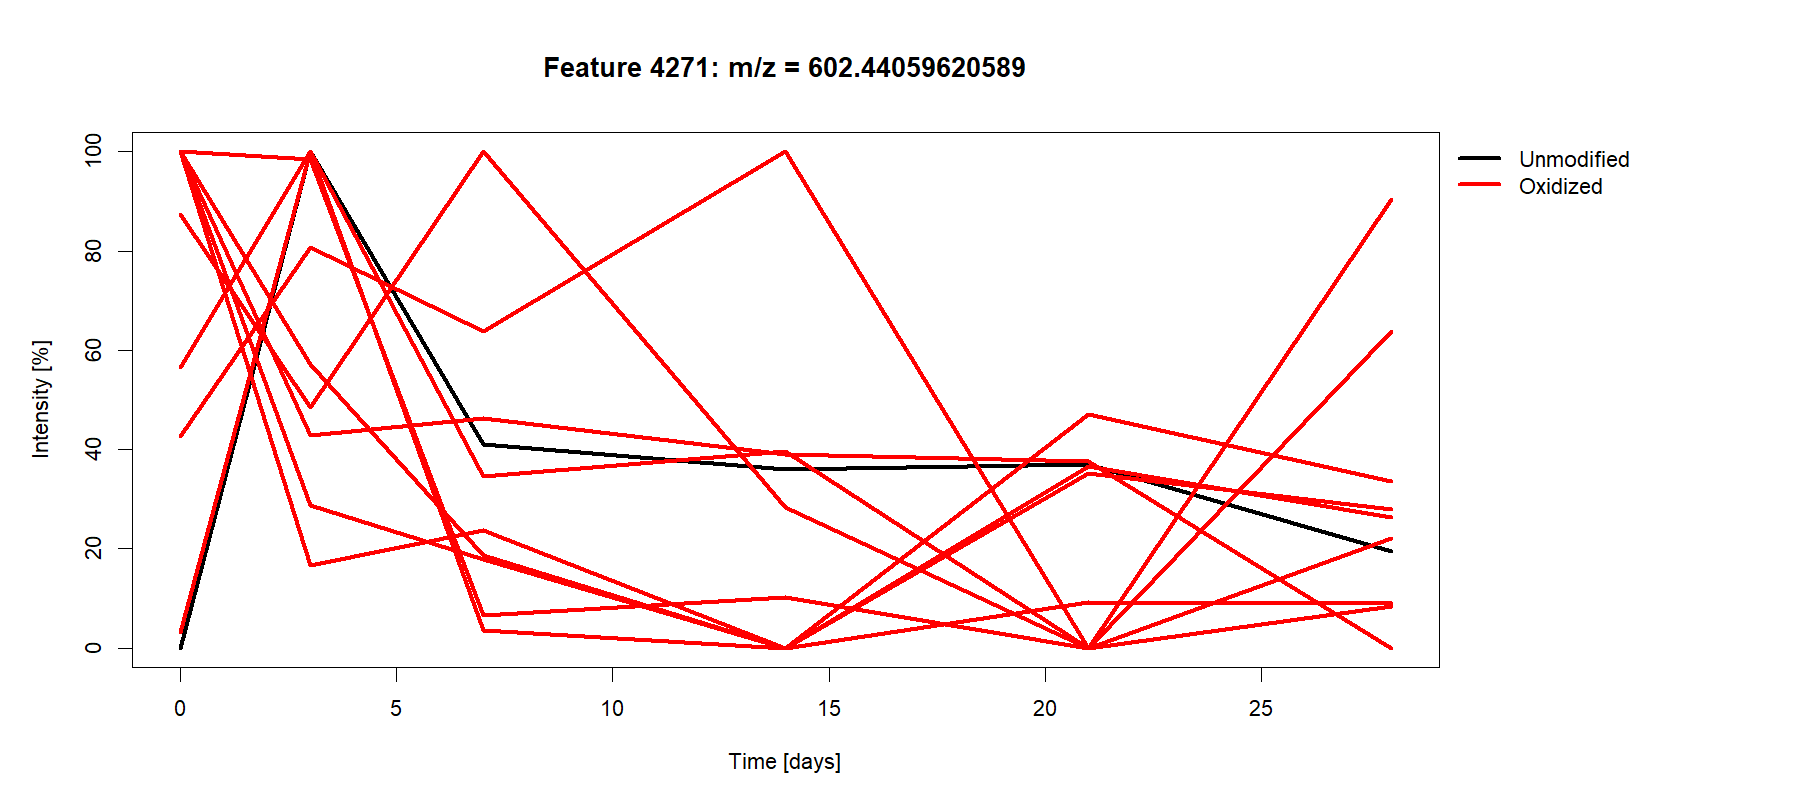 Feature 4271: m/z = 602.44059620589
Unmodified
Oxidized
Intensity [%]
100
80
60
40
20
0
0 5 10 15 20 25
Time [days]